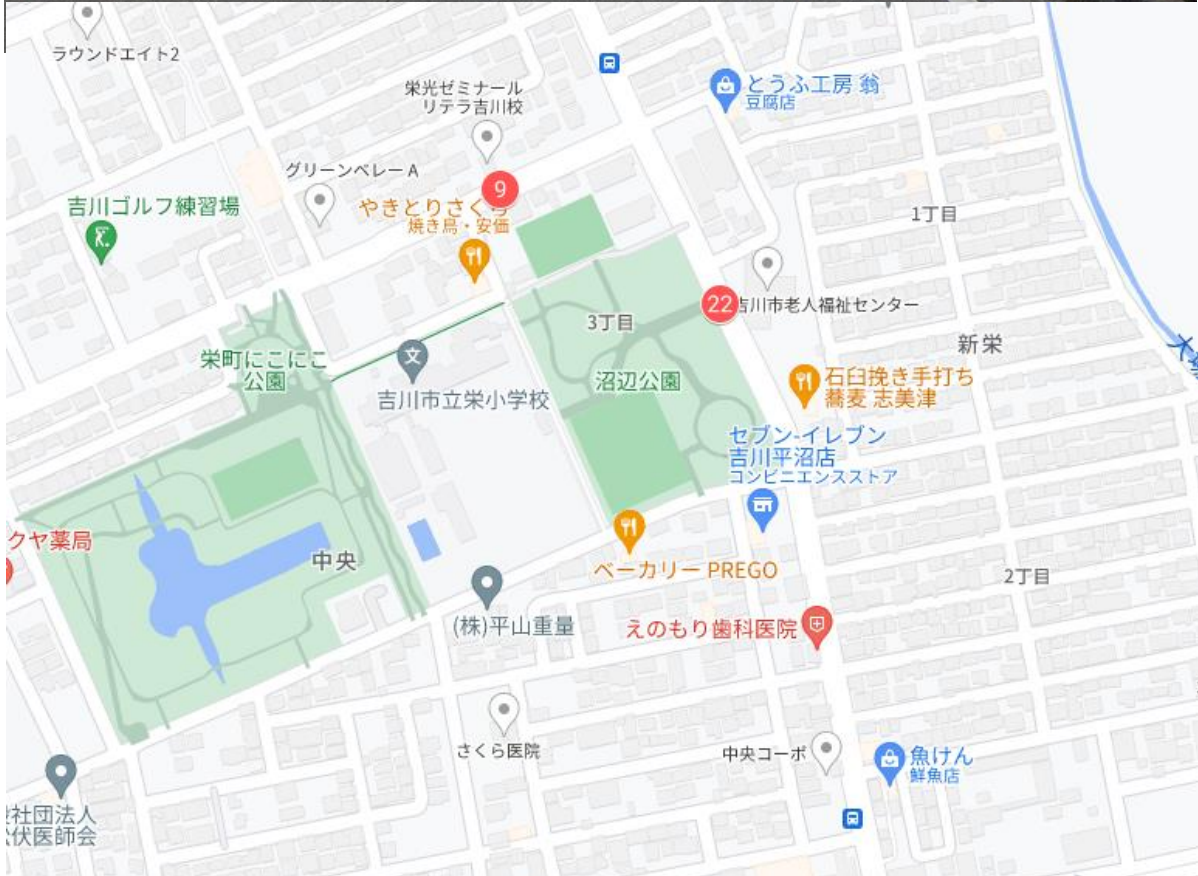 ラウンドエイト2
栄光ゼミナール
リテラ吉川校
とうふ工房 翁
豆腐店
グリーンベレーA
9
吉川ゴルフ練習場
やきとりさく
焼き鳥・安価
1丁目
22
吉川市老人福祉センター
3丁目
新栄
栄町にこにこ
公園
文
吉川市立栄小学校
沼辺公園
石臼挽き手打ち
蕎麦 志美津
セブン-イレブン
吉川平沼店
コンビニエンスストア
クヤ薬局
中央
ベーカリー PREGO
2丁目
(株)平山重量
えのもり歯科医院
さくら医院
中央コーポ
魚けん
鮮魚店
社団法人
伏医師会